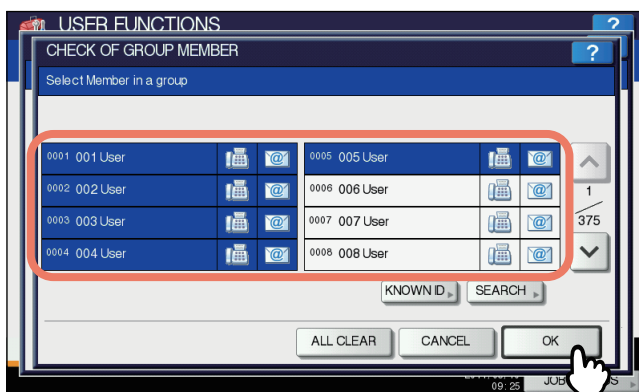 USER FUNCTIONS
?
CHECK OF GROUP MEMBER
?
Select Member in a group
0001 001 User @ 0005 005 User @
0002 002 User @ 0006 006 User @
0003 003 User @ 0007 007 User @
0004 004 User @ 0008 008 User @
1
375
KNOWN ID
SEARCH
ALL CLEAR
CANCEL
OK
09:25
JOB
S